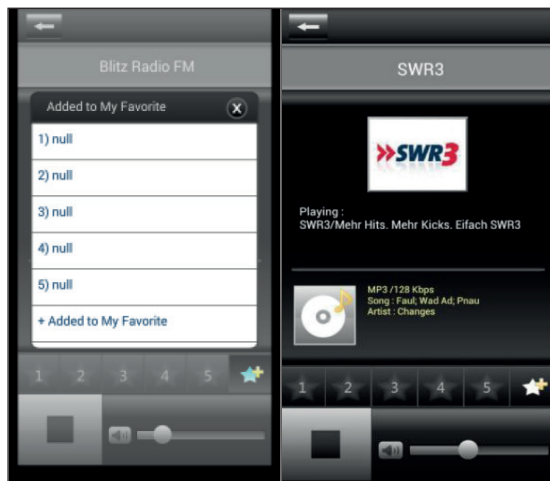 Blitz Radio FM
Added to My Favorite
X
1) null
2) null
3) null
4) null
5) null
+ Added to My Favorite
1 2 3 4 5
SWR3
»SWR3
Playing :
SWR3/Mehr Hits. Mehr Kicks. Eifach SWR3
MP3 /128 Kbps
Song : Faul; Wad Ad; Pnau
Artist : Changes
1 2 3 4 5